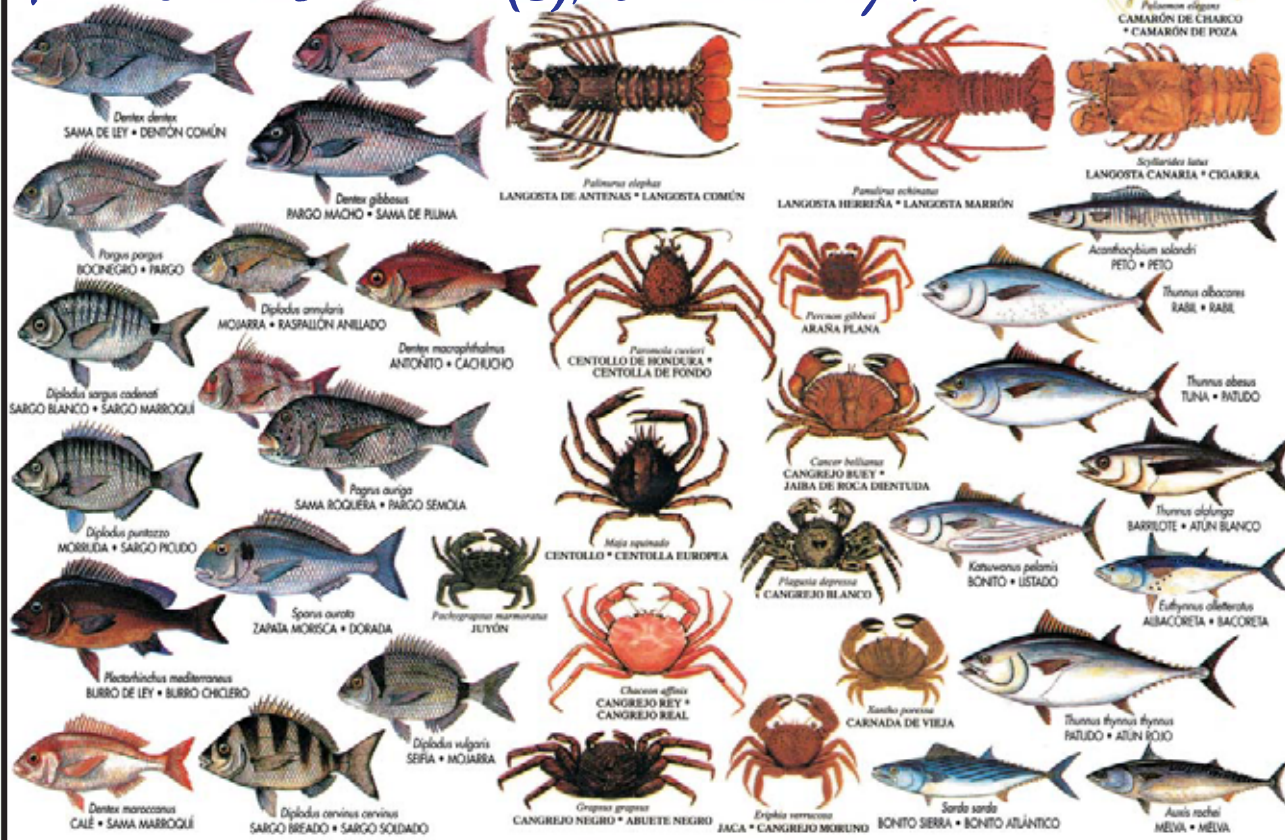 Palaemon elegans
CAMARÓN DE CHARCO
* CAMARÓN DE POZA
Dentex dentex
SAMA DE LEY • DENTÓN COMÚN
Dentex gibbosus
PARGO MACHO • SAMA DE PLUMA
Palinurus elephas
LANGOSTA DE ANTENAS * LANGOSTA COMÚN
Panulirus echinatus
LANGOSTA HERREÑA * LANGOSTA MARRÓN
Scyllarides latus
LANGOSTA CANARIA * CIGARRA
Pargus pargus
BOCINEGRO • PARGO
Diplodus annularis
MOJARRA • RASPALLÓN ANILLADO
Dentex macrophthalmus
ANTOÑITO • CACHUCHO
Paromola cuvieri
CENTOLLO DE HONDURA *
CENTOLLA DE FONDO
Percnon gibbesi
ARAÑA PLANA
Acanthocybium solandri
PETO • PETO
Thunnus albacares
RABIL • RABIL
Diplodus sargus cadenati
SARGO BLANCO • SARGO MARROQUÍ
Pagrus auriga
SAMA ROQUERA • PARGO SÉMOLA
Cancer bellianus
CANGREJO BUEY *
JAIBA DE ROCA DIENTUDA
Thunnus abesus
TUNA • PATUDO
Diplodus puntazzo
MORRUDA • SARGO PICUDO
Maja squinado
CENTOLLO * CENTOLLA EUROPEA
Thunnus alalunga
BARRILOTE • ATÚN BLANCO
Sparus aurata
ZAPATA MORISCA • DORADA
Pachygrapsus marmoratus
JUYÓN
Plagusia depressa
CANGREJO BLANCO
Katsuwonus pelamis
BONITO • LISTADO
Euthynnus alletteratus
ALBACORETA • BACORETA
Plectorhinchus mediterraneus
BURRO DE LEY • BURRO CHICLERO
Chaceon affinis
CANGREJO REY *
CANGREJO REAL
Xantho poressa
CARNADA DE VIEJA
Thunnus thynnus thynnus
PATUDO • ATÚN ROJO
Diplodus vulgaris
SEIFÍA • MOJARRA
Dentex maroccanus
CALÉ • SAMA MARROQUÍ
Diplodus cervinus cervinus
SARGO BREADO • SARGO SOLDADO
Grapsus grapsus
CANGREJO NEGRO * ABUETE NEGRO
Eriphia verrucosa
JACA * CANGREJO MORUNO
Sarda sarda
BONITO SIERRA • BONITO ATLÁNTICO
Auxis rochei
MELVA • MELVA